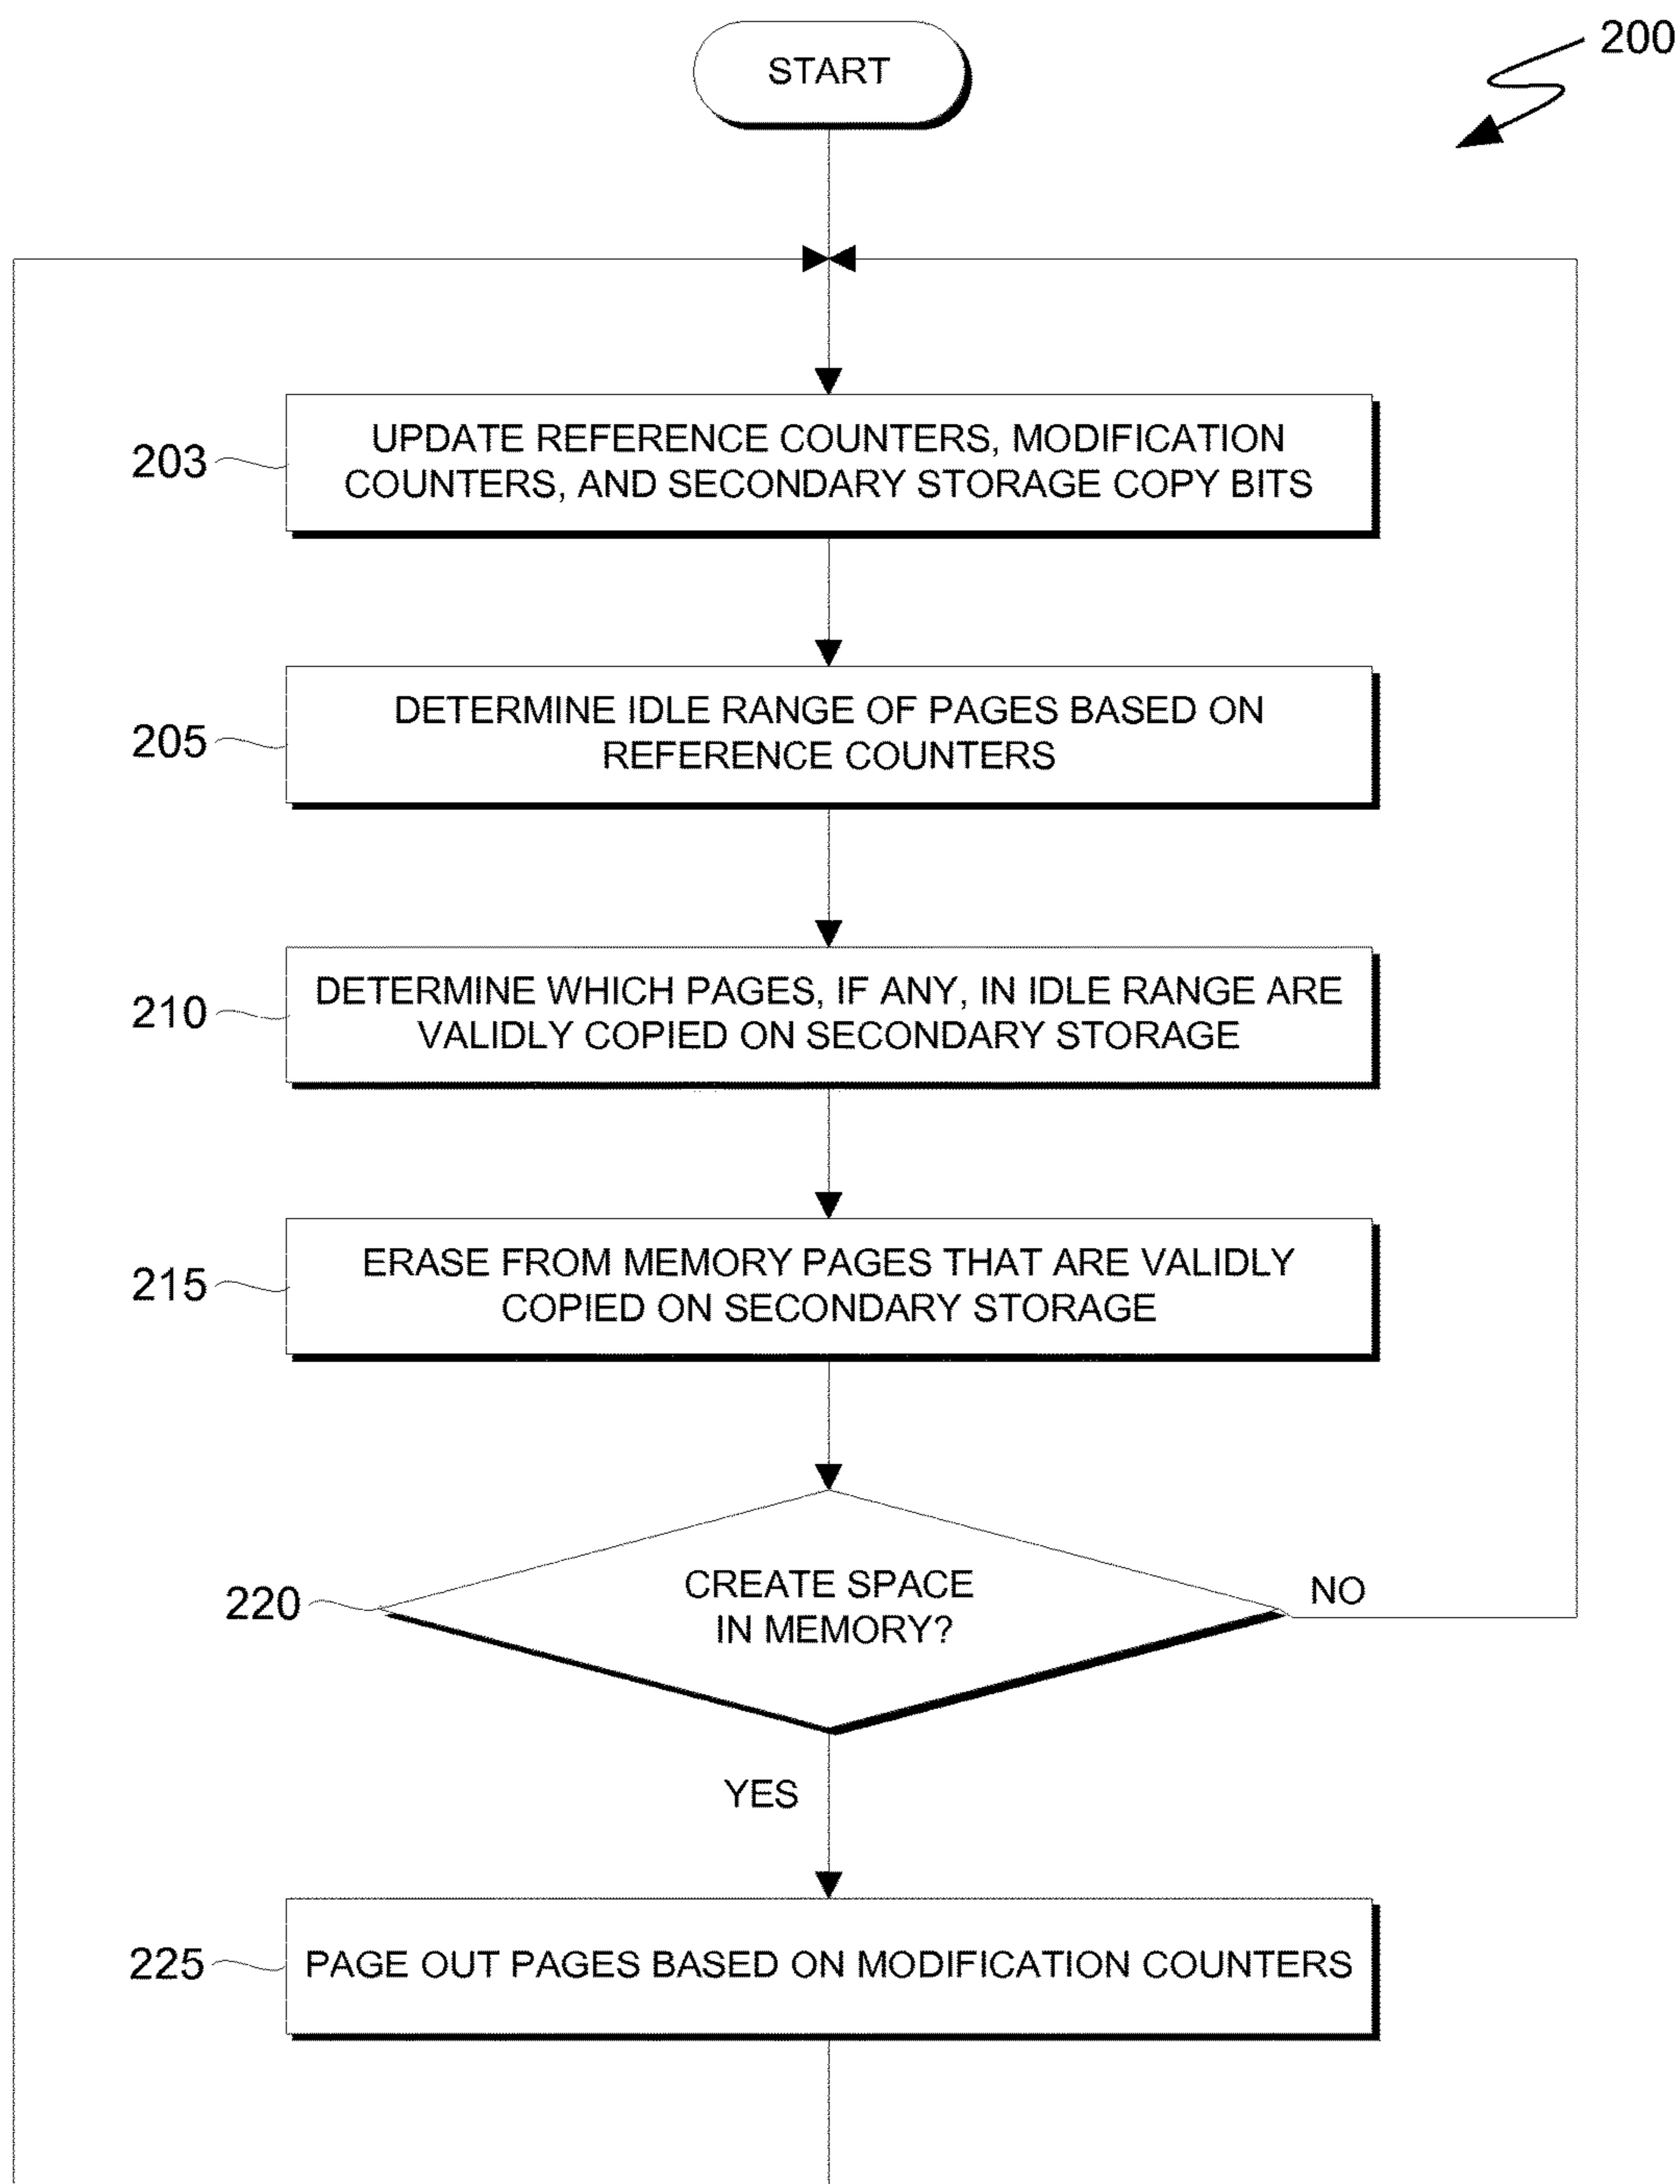 START
200
203
UPDATE REFERENCE COUNTERS, MODIFICATION
COUNTERS, AND SECONDARY STORAGE COPY BITS
205
DETERMINE IDLE RANGE OF PAGES BASED ON
REFERENCE COUNTERS
210
DETERMINE WHICH PAGES, IF ANY, IN IDLE RANGE ARE
VALIDLY COPIED ON SECONDARY STORAGE
215
ERASE FROM MEMORY PAGES THAT ARE VALIDLY
COPIED ON SECONDARY STORAGE
220
CREATE SPACE
IN MEMORY?
NO
YES
225
PAGE OUT PAGES BASED ON MODIFICATION COUNTERS